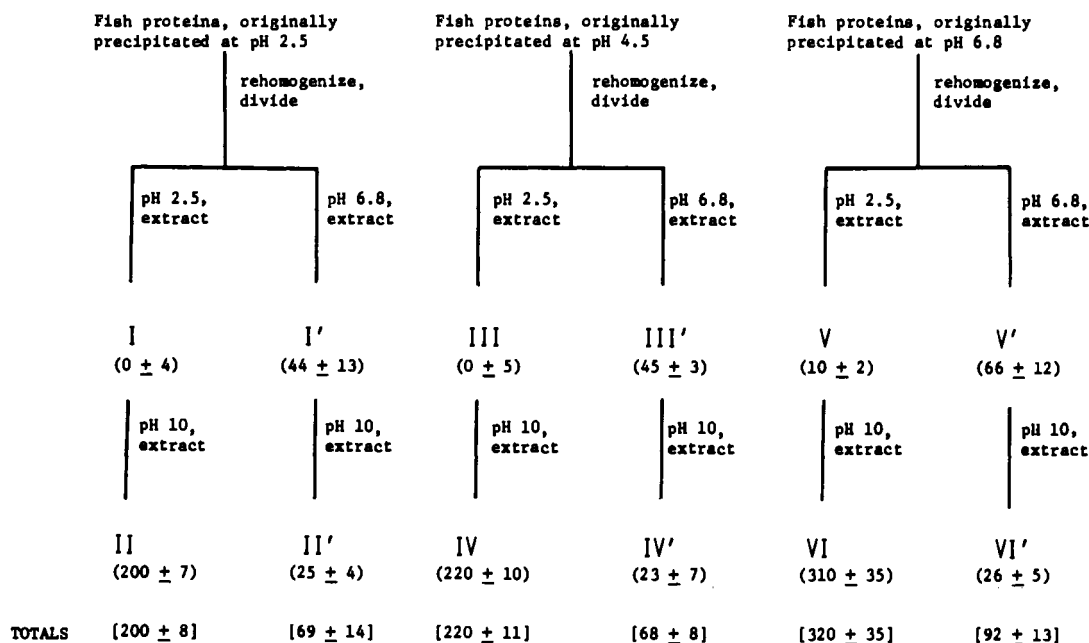 Fish proteins, originally
precipitated at pH 2.5
Fish proteins, originally
precipitated at pH 4.5
Fish proteins, originally
precipitated at pH 6.8
rehomogenize,
divide
rehomogenize,
divide
rehomogenize,
divide
pH 2.5,
extract
pH 6.8,
extract
pH 2.5,
extract
pH 6.8,
extract
pH 2.5,
extract
pH 6.8,
axtract
I
(0 ± 4)
I'
(44 ± 13)
III
(0 ± 5)
III'
(45 ± 3)
V
(10 ± 2)
V'
(66 ± 12)
pH 10,
extract
pH 10,
extract
pH 10,
extract
pH 10,
extract
pH 10,
extract
pH 10,
extract
II
(200 ± 7)
II'
(25 ± 4)
IV
(220 ± 10)
IV'
(23 ± 7)
VI
(310 ± 35)
VI'
(26 ± 5)
TOTALS [200 ± 8] [69 ± 14] [220 ± 11] [68 ± 8] [320 ± 35] [92 ± 13]